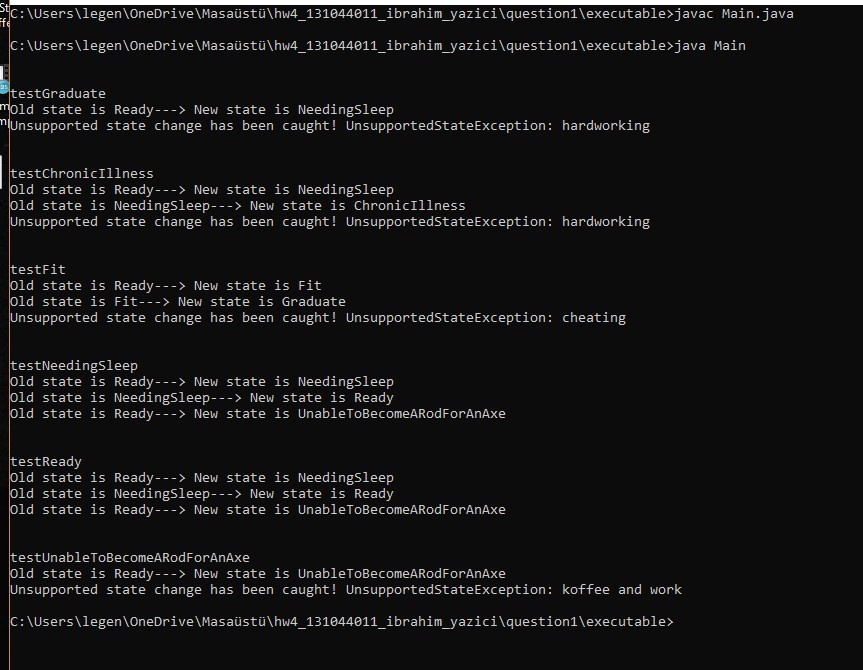 C:\Users\legen\OneDrive\Masaüstü\hw4_131044011_ibrahim_yazici\question1\executable>javac Main.java
C:\Users\legen\OneDrive\Masaüstü\hw4_131044011_ibrahim_yazici\question1\executable>java Main
testGraduate
Old state is Ready---> New state is NeedingSleep
Unsupported state change has been caught! UnsupportedStateException: hardworking
testChronicIllness
Old state is Ready---> New state is NeedingSleep
Old state is NeedingSleep---> New state is ChronicIllness
Unsupported state change has been caught! UnsupportedStateException: hardworking
testFit
Old state is Ready---> New state is Fit
Old state is Fit---> New state is Graduate
Unsupported state change has been caught! UnsupportedStateException: cheating
testNeedingSleep
Old state is Ready---> New state is NeedingSleep
Old state is NeedingSleep---> New state is Ready
Old state is Ready---> New state is UnableToBecomeARodForAnAxe
testReady
Old state is Ready---> New state is NeedingSleep
Old state is NeedingSleep---> New state is Ready
Old state is Ready---> New state is UnableToBecomeARodForAnAxe
testUnableToBecomeARodForAnAxe
Old state is Ready---> New state is UnableToBecomeARodForAnAxe
Unsupported state change has been caught! UnsupportedStateException: koffee and work
C:\Users\legen\OneDrive\Masaüstü\hw4_131044011_ibrahim_yazici\question1\executable>